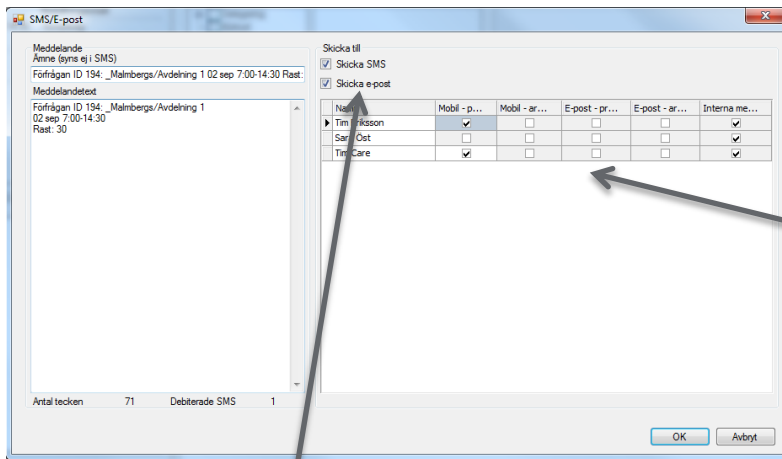 SMS/E-post
Meddelande
Ämne (syns ej i SMS)
Förfrågan ID 194: _Malmbergs/Avdelning 1 02 sep 7:00-14:30 Rast:
Meddelandetext
Förfrågan ID 194: _Malmbergs/Avdelning 1
02 sep 7:00-14:30
Rast: 30
Antal tecken 71 Debiterade SMS 1
Skicka till
Skicka SMS
Skicka e-post
Mobil - p... Mobil - ar... E-post - pr... E-post - ar... Interna me...
Tim Eriksson
Öst
Tim Care
OK Avbryt